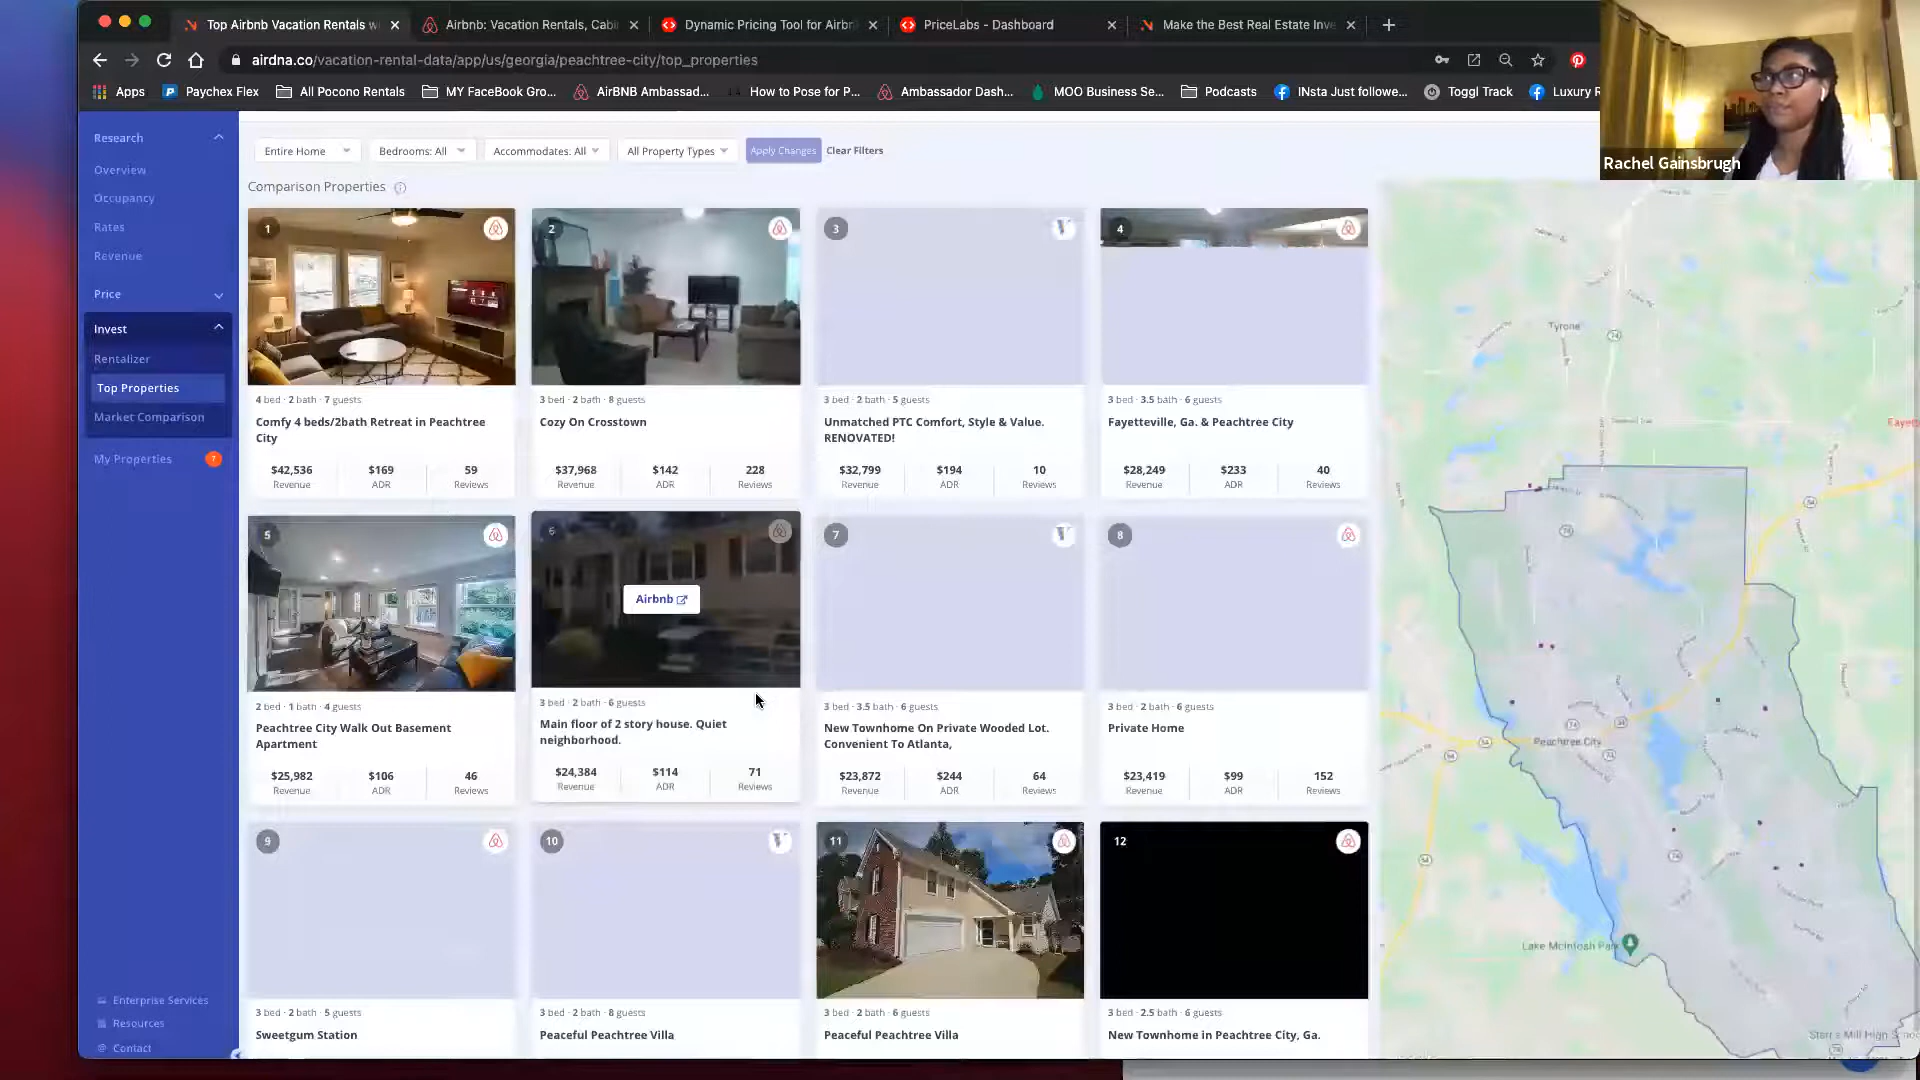 Top Airbnb Vacation Rentals w
Airbnb: Vacation Rentals, Cabi
Dynamic Pricing Tool for Airbn
PriceLabs - Dashboard
Make the Best Real Estate Inve
airdna.co/vacation-rental-data/app/us/georgia/peachtree-city/top_properties
Apps
Paychex Flex
All Pocono Rentals
MY FaceBook Gro...
AirBNB Ambassad...
How to Pose for P...
Ambassador Dash...
MOO Business Se...
Podcasts
INsta Just followe...
Toggl Track
Luxury R
Rachel Gainsbrugh
Research
Overview
Occupancy
Rates
Revenue
Price
Invest
Rentalizer
Top Properties
Market Comparison
My Properties 7
Enterprise Services
Resources
Contact
Entire Home
Bedrooms: All
Accommodates: All
All Property Types
Apply Changes
Clear Filters
Comparison Properties
1
4 bed · 2 bath · 7 guests
Comfy 4 beds/2bath Retreat in Peachtree
City
$42,536 $169 59
Revenue ADR Reviews
2
3 bed · 2 bath · 8 guests
Cozy On Crosstown
$37,968 $142 228
Revenue ADR Reviews
3
3 bed · 2 bath · 5 guests
Unmatched PTC Comfort, Style & Value.
RENOVATED!
$32,799 $194 10
Revenue ADR Reviews
4
3 bed · 3.5 bath · 6 guests
Fayetteville, Ga. & Peachtree City
$28,249 $233 40
Revenue ADR Reviews
5
2 bed · 1 bath · 4 guests
Peachtree City Walk Out Basement
Apartment
$25,982 $106 46
Revenue ADR Reviews
6
Airbnb
3 bed · 2 bath · 6 guests
Main floor of 2 story house. Quiet
neighborhood.
$24,384 $114 71
Revenue ADR Reviews
7
3 bed · 3.5 bath · 6 guests
New Townhome On Private Wooded Lot.
Convenient To Atlanta,
$23,872 $244 64
Revenue ADR Reviews
8
3 bed · 2 bath · 6 guests
Private Home
$23,419 $99 152
Revenue ADR Reviews
9
3 bed · 2 bath · 5 guests
Sweetgum Station
10
3 bed · 2 bath · 8 guests
Peaceful Peachtree Villa
11
3 bed · 2 bath · 6 guests
Peaceful Peachtree Villa
12
3 bed · 2.5 bath · 6 guests
New Townhome in Peachtree City, Ga.
Tyrone
74
Fayet
54
74
Peachtree City
54
74
54
Lake McIntosh Park
Starr's Mill High Schoo